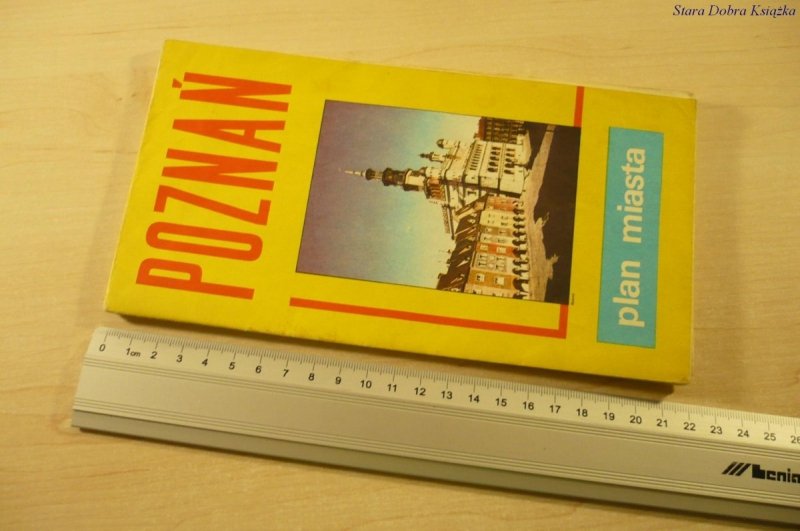 Stara Dobra Książka
POZNAŃ
plan miasta
0 1cm 2 3 4 5 6 7 8 9 10 11 12 13 14 15 16 17 18 19 20 21 22 23 24 25 26